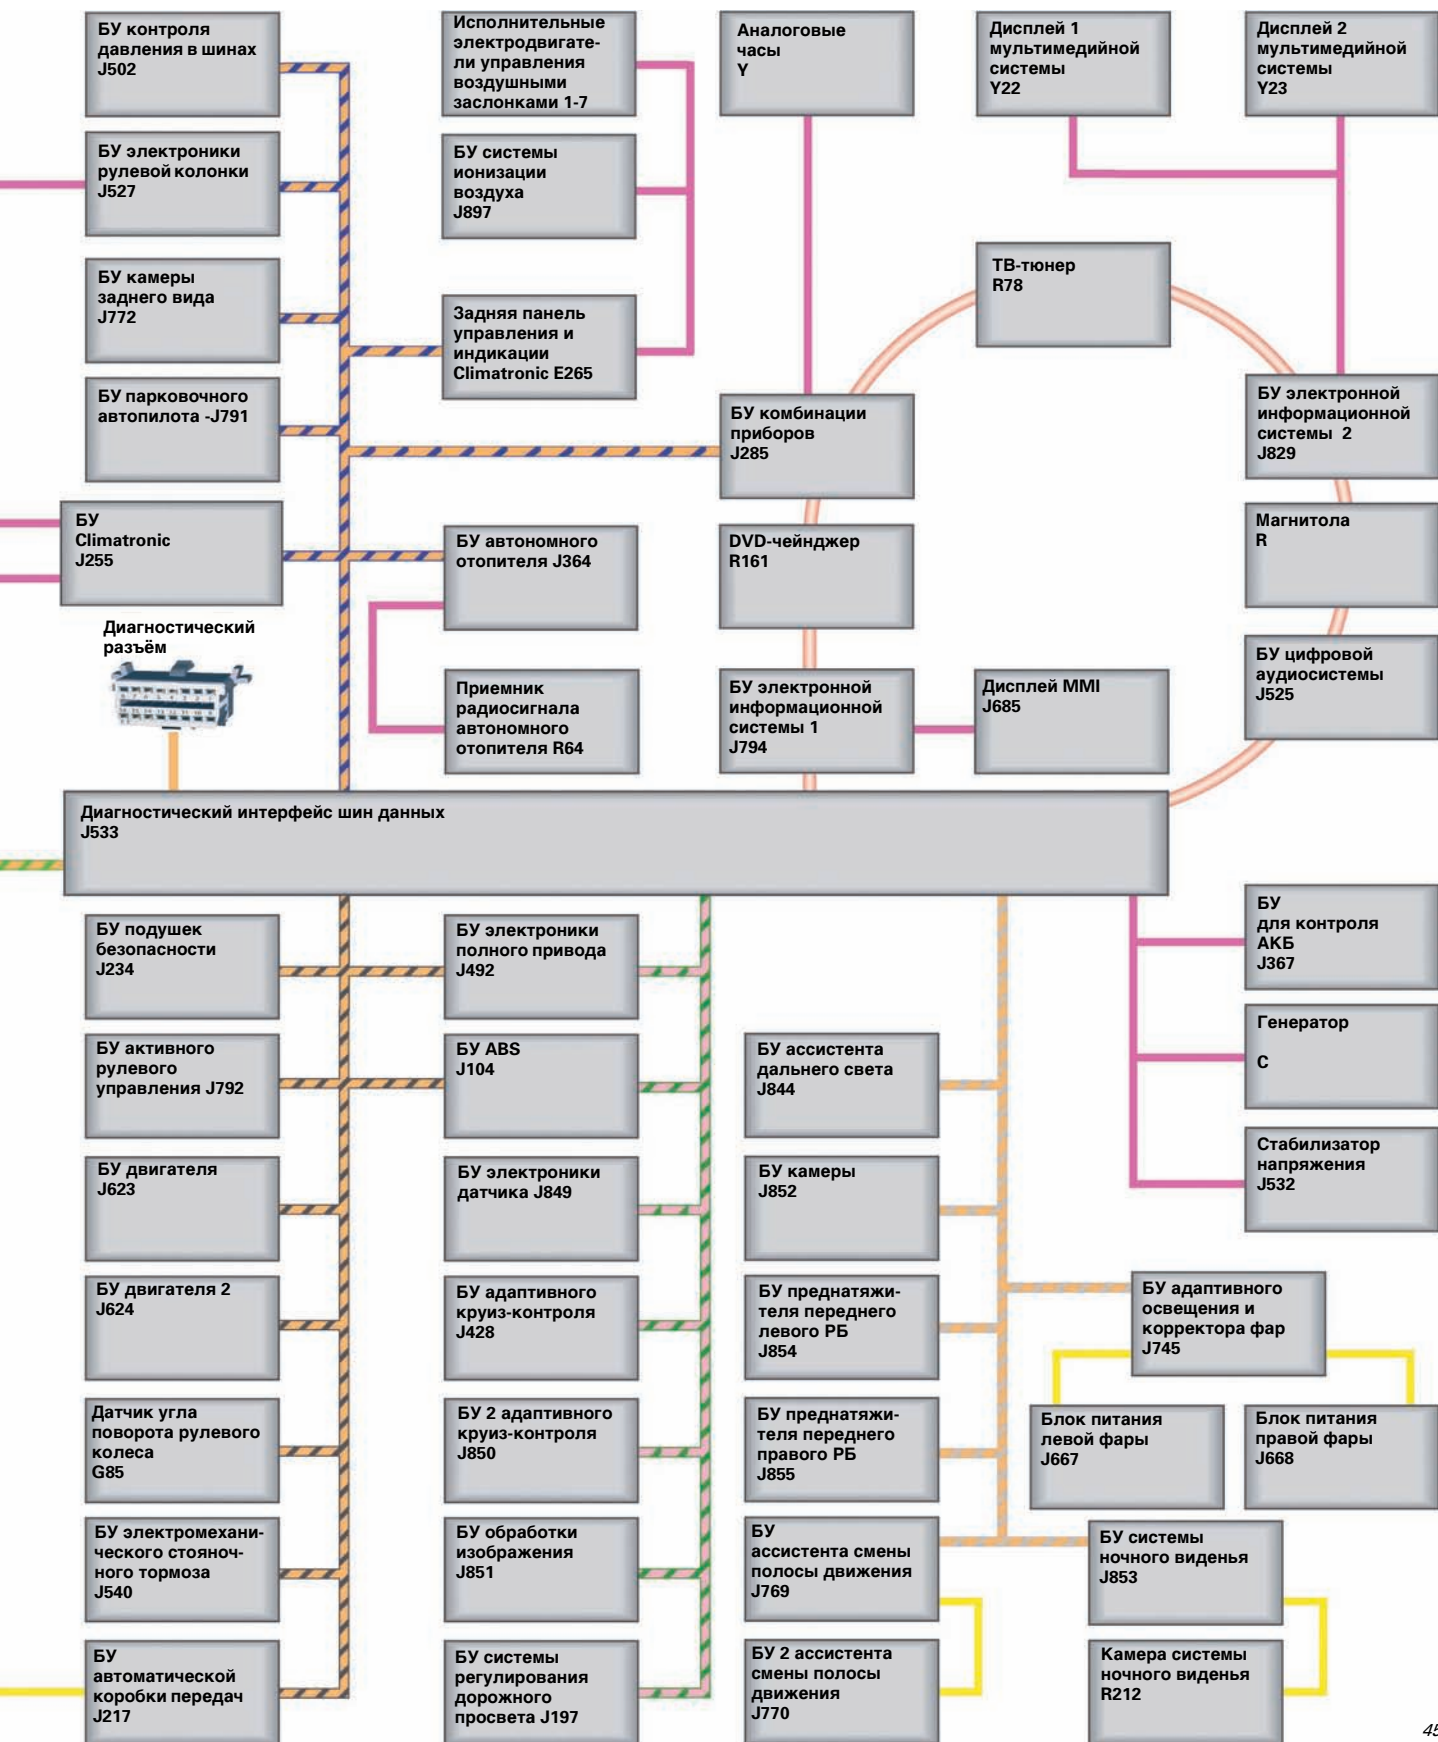 БУ контроля
давления в шинах
J502
Исполнительные
электродвигате-
ли управления
воздушными
заслонками 1-7
Аналоговые
часы
Y
Дисплей 1
мультимедийной
системы
Y22
Дисплей 2
мультимедийной
системы
Y23
БУ электроники
рулевой колонки
J527
БУ системы
ионизации
воздуха
J897
БУ камеры
заднего вида
J772
Задняя панель
управления и
индикации
Climatronic E265
ТВ-тюнер
R78
БУ парковочного
автопилота -J791
БУ комбинации
приборов
J285
БУ электронной
информационной
системы 2
J829
БУ
Climatronic
J255
БУ автономного
отопителя J364
DVD-чейнджер
R161
Магнитола
R
Диагностический
разъём
Приемник
радиосигнала
автономного
отопителя R64
БУ электронной
информационной
системы 1
J794
Дисплей MMI
J685
БУ цифровой
аудиосистемы
J525
Диагностический интерфейс шин данных
J533
БУ подушек
безопасности
J234
БУ электроники
полного привода
J492
БУ
для контроля
АКБ
J367
БУ активного
рулевого
управления J792
БУ ABS
J104
БУ ассистента
дальнего света
J844
Генератор
C
БУ двигателя
J623
БУ электроники
датчика J849
БУ камеры
J852
Стабилизатор
напряжения
J532
БУ двигателя 2
J624
БУ адаптивного
круиз-контроля
J428
БУ преднатяжи-
теля переднего
левого РБ
J854
БУ адаптивного
освещения и
корректора фар
J745
Датчик угла
поворота рулевого
колеса
G85
БУ 2 адаптивного
круиз-контроля
J850
БУ преднатяжи-
теля переднего
правого РБ
J855
Блок питания
левой фары
J667
Блок питания
правой фары
J668
БУ электромехани-
ческого стояноч-
ного тормоза
J540
БУ обработки
изображения
J851
БУ
ассистента смены
полосы движения
J769
БУ системы
ночного виденья
J853
БУ
автоматической
коробки передач
J217
БУ системы
регулирования
дорожного
просвета J197
БУ 2 ассистента
смены полосы
движения
J770
Камера системы
ночного виденья
R212
45